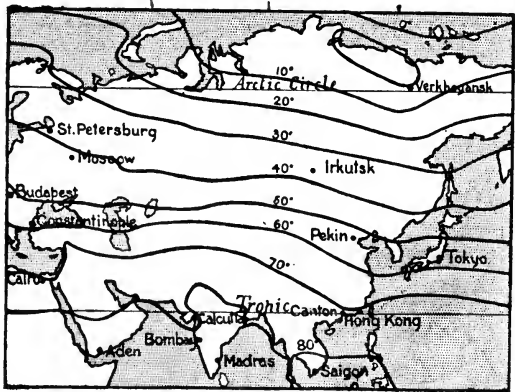 0°
10°
Arctic Circle
Verkhoyansk
20°
St. Petersburg
30°
Moscow
40°
Irkutsk
Budapest
50°
Constantinople
60°
Pekin
70°
Tokyo
Cairo
Tropic
Calcutta
Canton
Hong Kong
Bombay
80°
Aden
Madras
Saigon